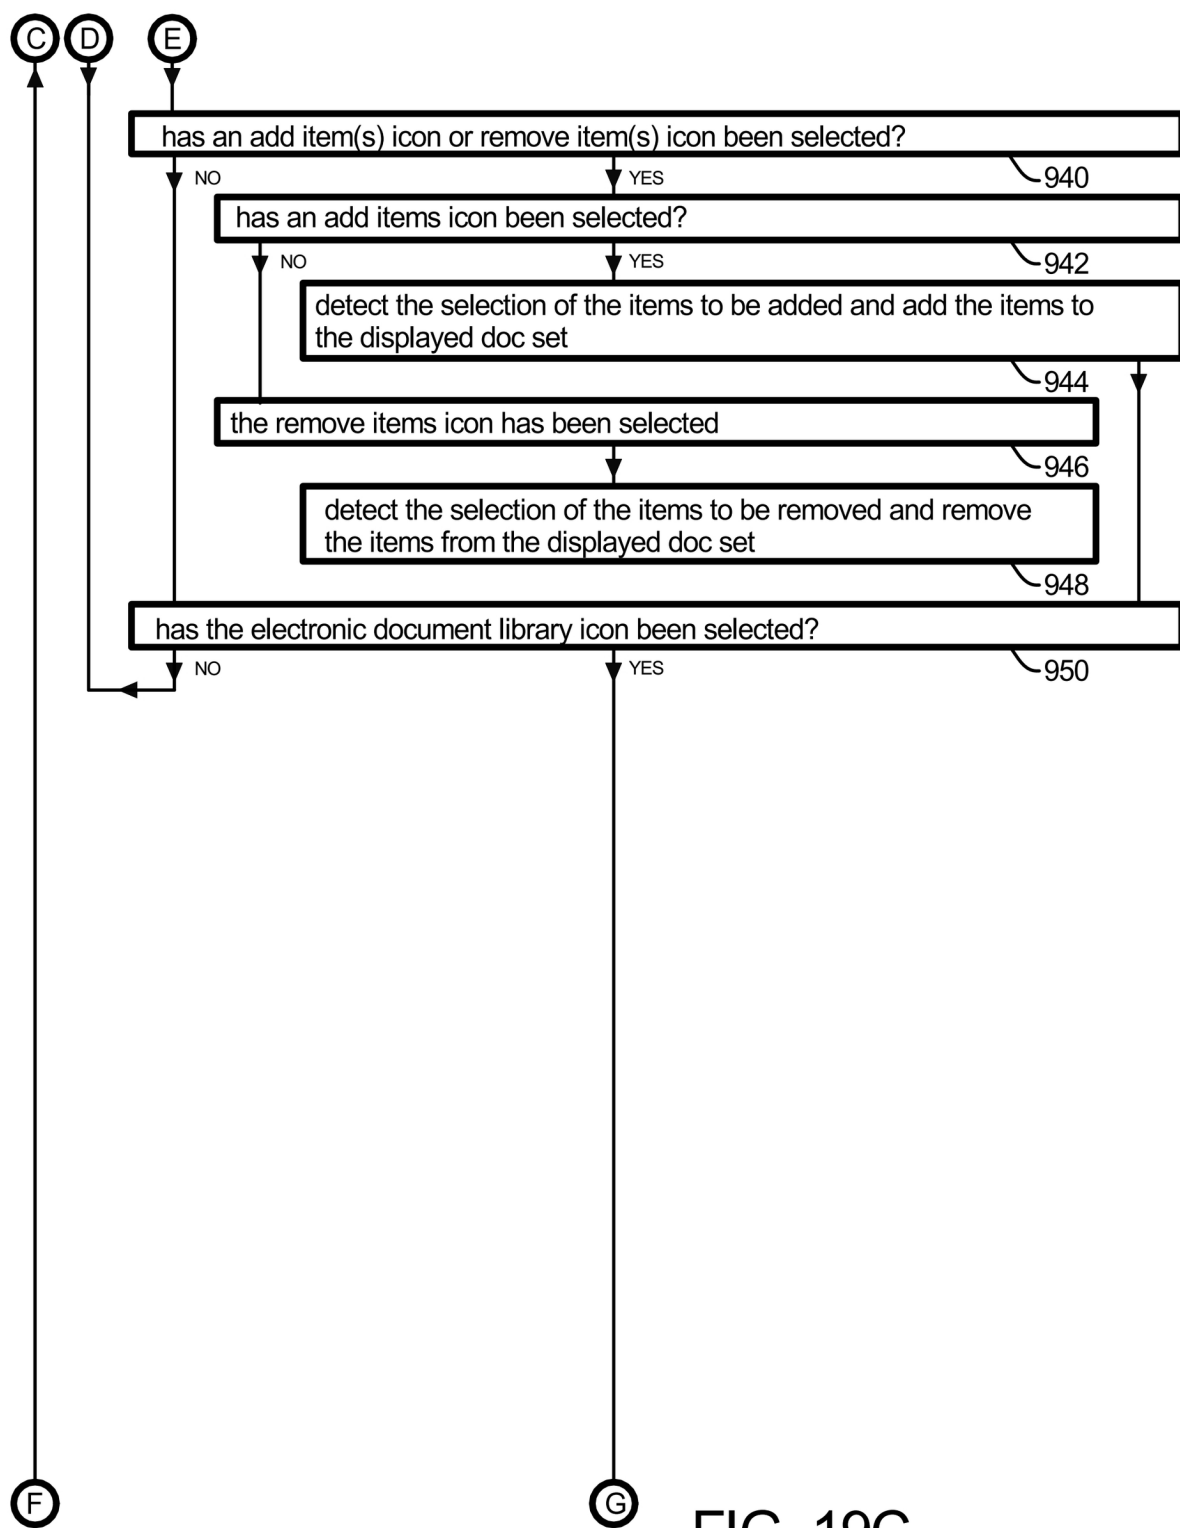 C D E
has an add item(s) icon or remove item(s) icon been selected?
NO YES 940
has an add items icon been selected?
NO YES 942
detect the selection of the items to be added and add the items to
the displayed doc set
944
the remove items icon has been selected
946
detect the selection of the items to be removed and remove
the items from the displayed doc set
948
has the electronic document library icon been selected?
NO YES 950
F G
FIG. 19C